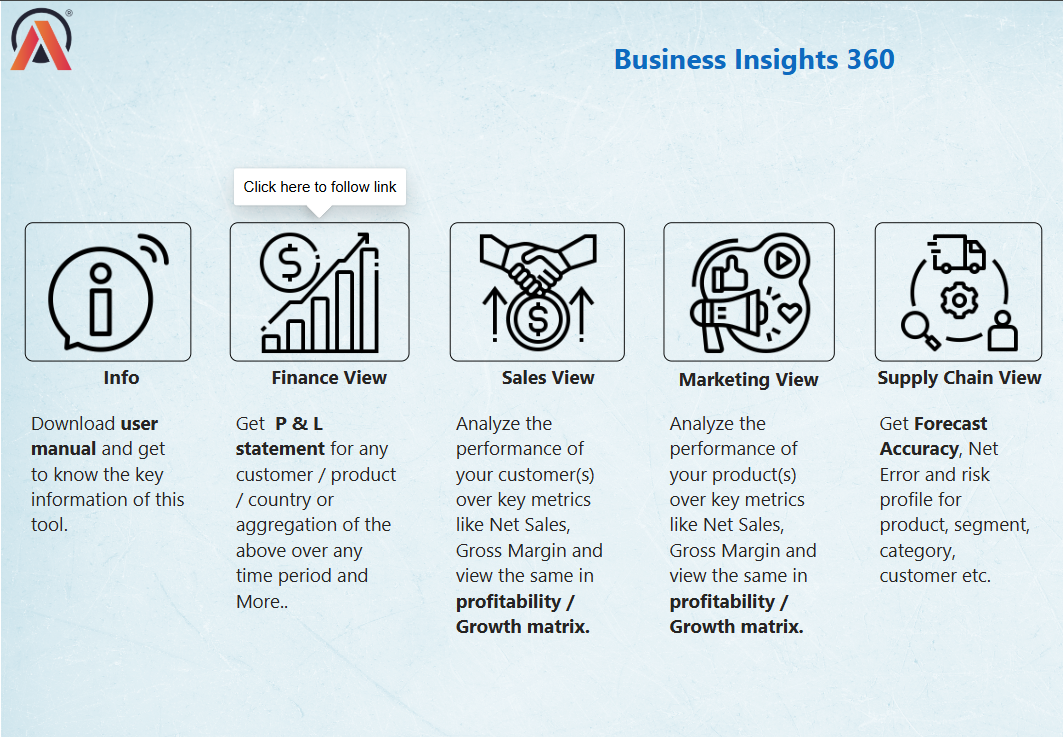 ®
Business Insights 360
Click here to follow link
Info
Download user
manual and get
to know the key
information of this
tool.
Finance View
Get  P & L
statement for any
customer / product
/ country or
aggregation of the
above over any
time period and
More..
Sales View
Analyze the
performance of
your customer(s)
over key metrics
like Net Sales,
Gross Margin and
view the same in
profitability /
Growth matrix.
Marketing View
Analyze the
performance of
your product(s)
over key metrics
like Net Sales,
Gross Margin and
view the same in
profitability /
Growth matrix.
Supply Chain View
Get Forecast
Accuracy, Net
Error and risk
profile for
product, segment,
category,
customer etc.